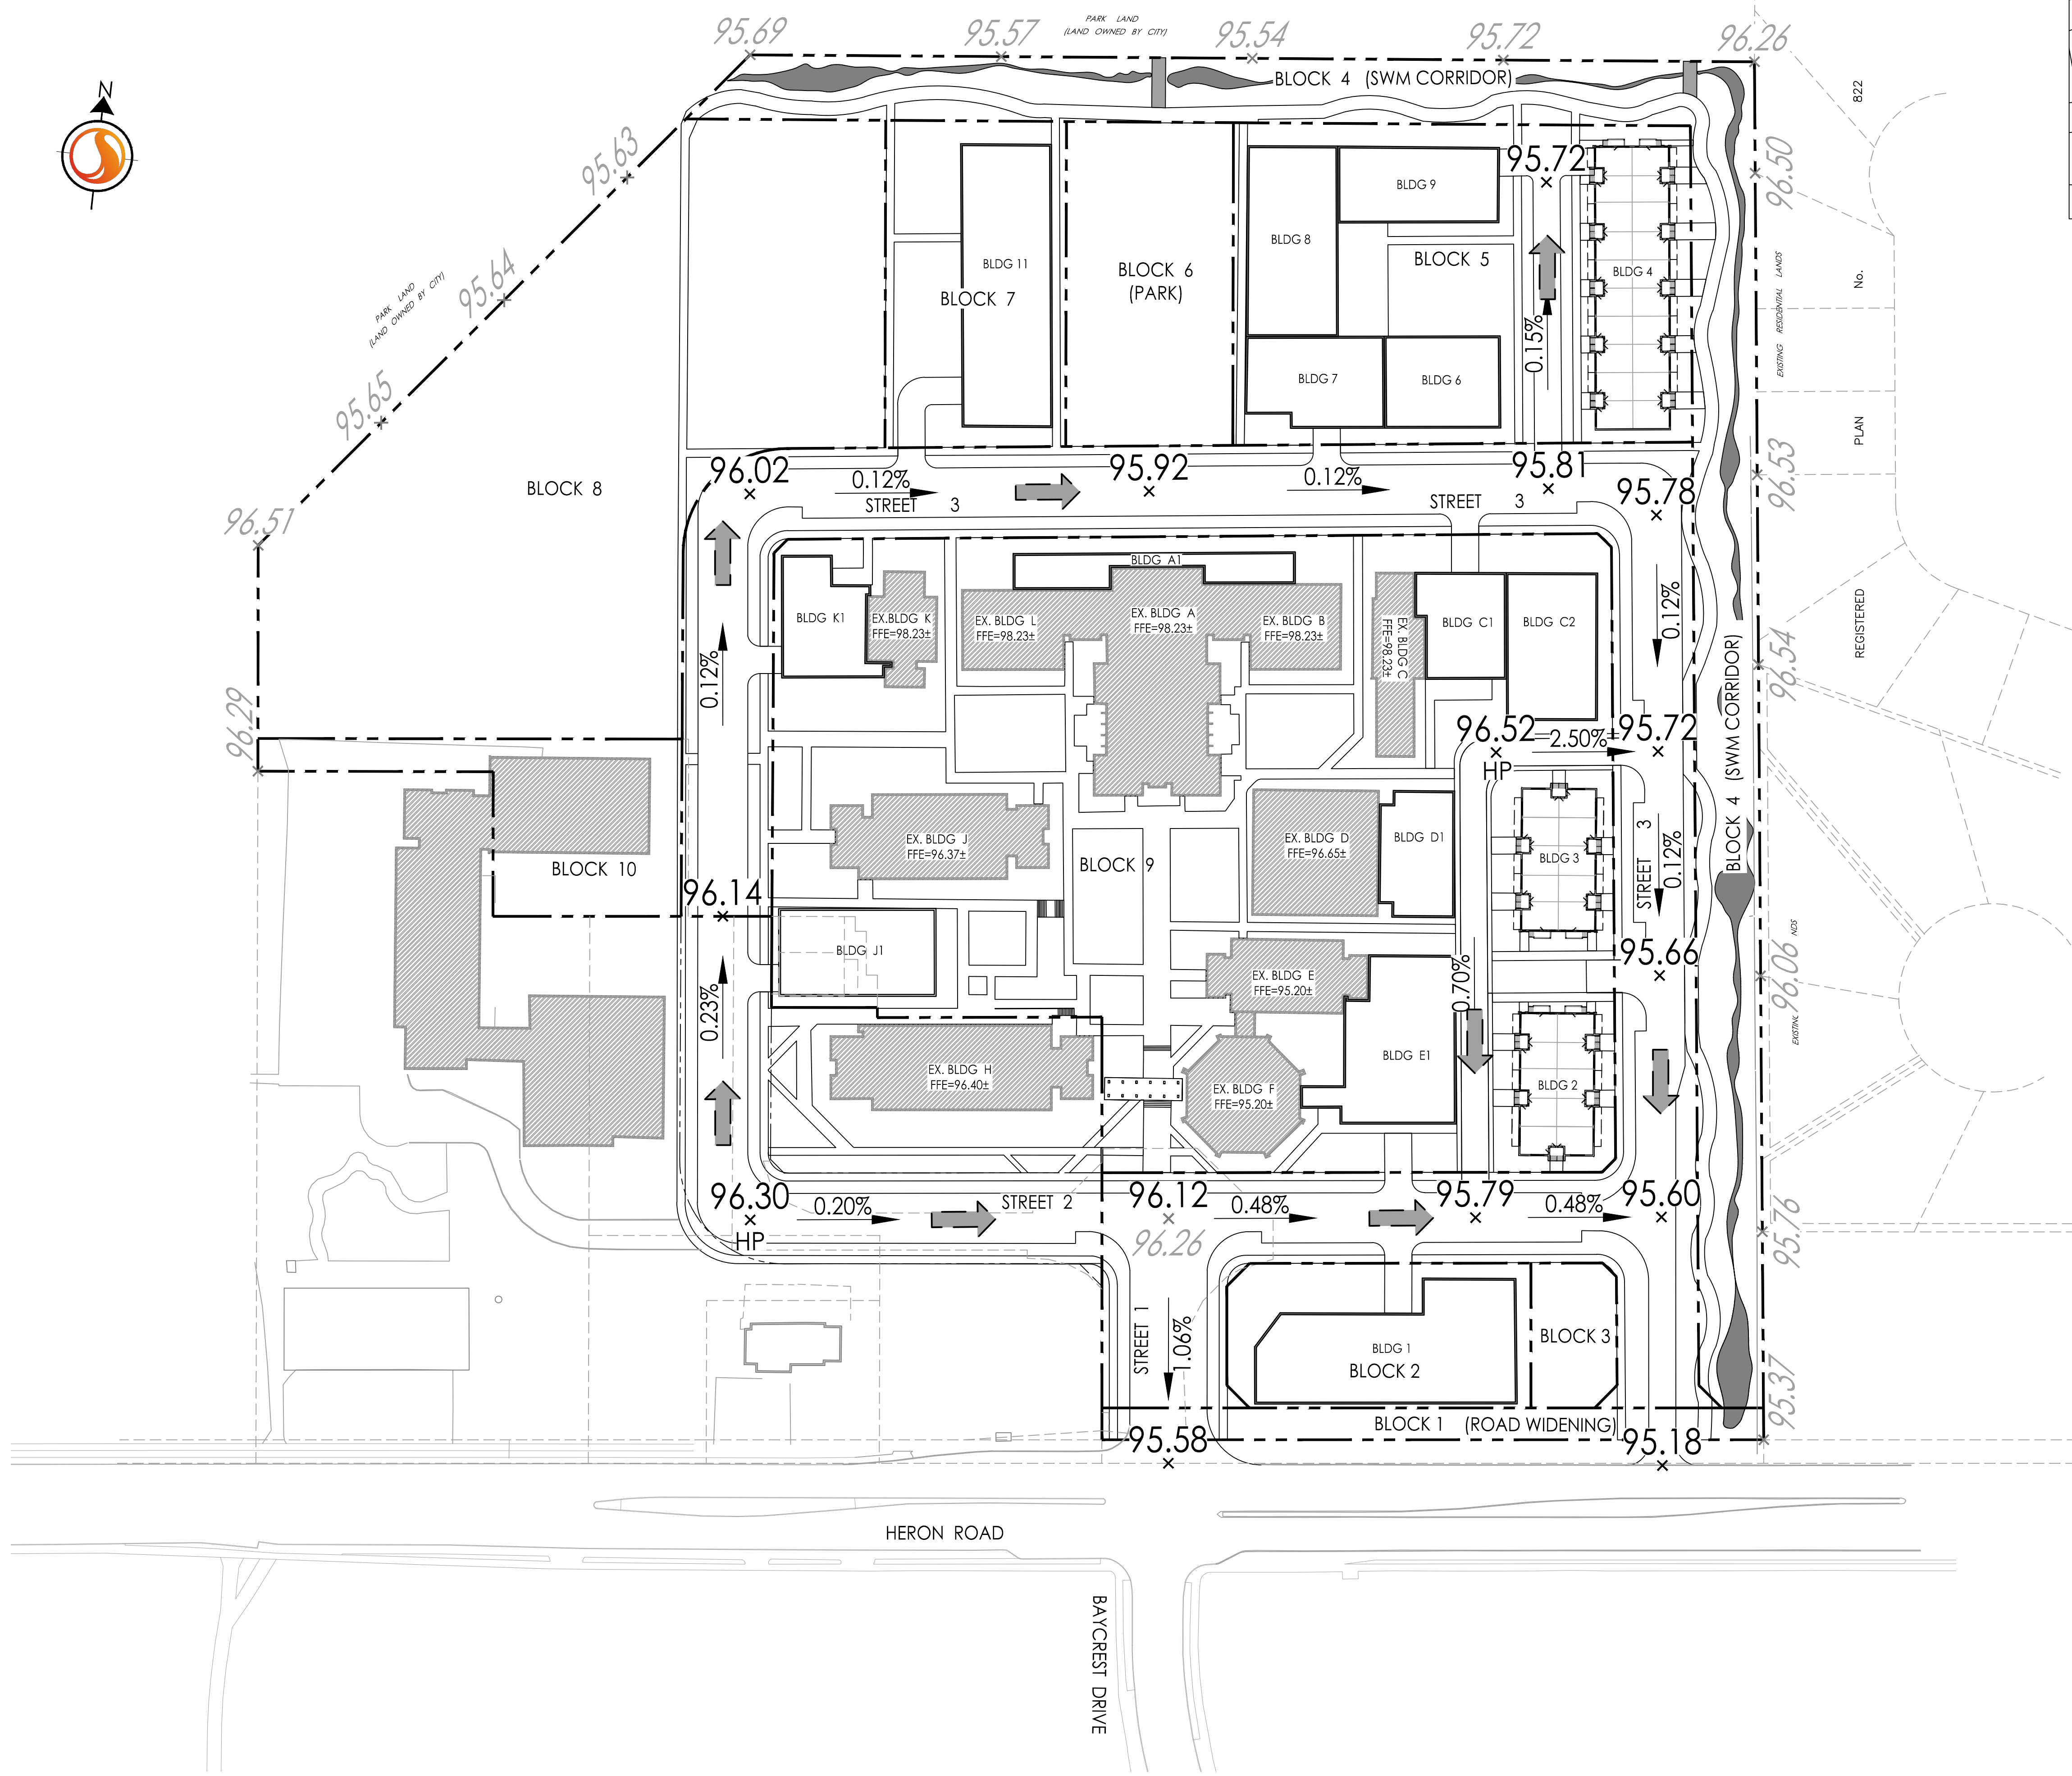 PARK LAND
(LAND OWNED BY CITY)
95.69
95.57
95.54
95.72
96.26
N
BLOCK 4 (SWM CORRIDOR)
822
95.63
95.72
96.50
BLDG 9
BLDG 8
BLOCK 5
BLDG 11
BLOCK 7
BLOCK 6
(PARK)
BLDG 4
No.
95.64
PARK LAND
(LAND OWNED BY CITY)
EXISTING RESIDENTIAL LANDS
0.15%
BLDG 7
BLDG 6
95.65
PLAN
96.02
0.12%
95.92
0.12%
95.81
95.78
96.53
BLOCK 8
STREET 3
STREET 3
96.51
BLDG A1
BLDG K1
EX.BLDG K
FFE=98.23±
EX. BLDG L
FFE=98.23±
EX. BLDG A
FFE=98.23±
EX. BLDG B
FFE=98.23±
EX. BLDG C
FFE=98.23±
BLDG C1
BLDG C2
0.12%
REGISTERED
96.54
0.12%
96.29
96.52
HP
2.50%
95.72
BLOCK 4 (SWM CORRIDOR)
EX. BLDG J
FFE=96.37±
BLOCK 9
EX. BLDG D
FFE=96.65±
BLDG D1
BLDG 3
STREET 3
0.12%
BLOCK 10
96.14
BLDG J1
95.66
96.06
EXISTING
NDS
EX. BLDG E
FFE=95.20±
0.70%
0.23%
EX. BLDG H
FFE=96.40±
EX. BLDG F
FFE=95.20±
BLDG E1
BLDG 2
96.30
HP
0.20%
STREET 2
96.12
96.26
0.48%
95.79
0.48%
95.60
95.76
STREET 1
1.06%
BLDG 1
BLOCK 2
BLOCK 3
95.37
BLOCK 1 (ROAD WIDENING)
95.58
95.18
HERON ROAD
BAYCREST DRIVE